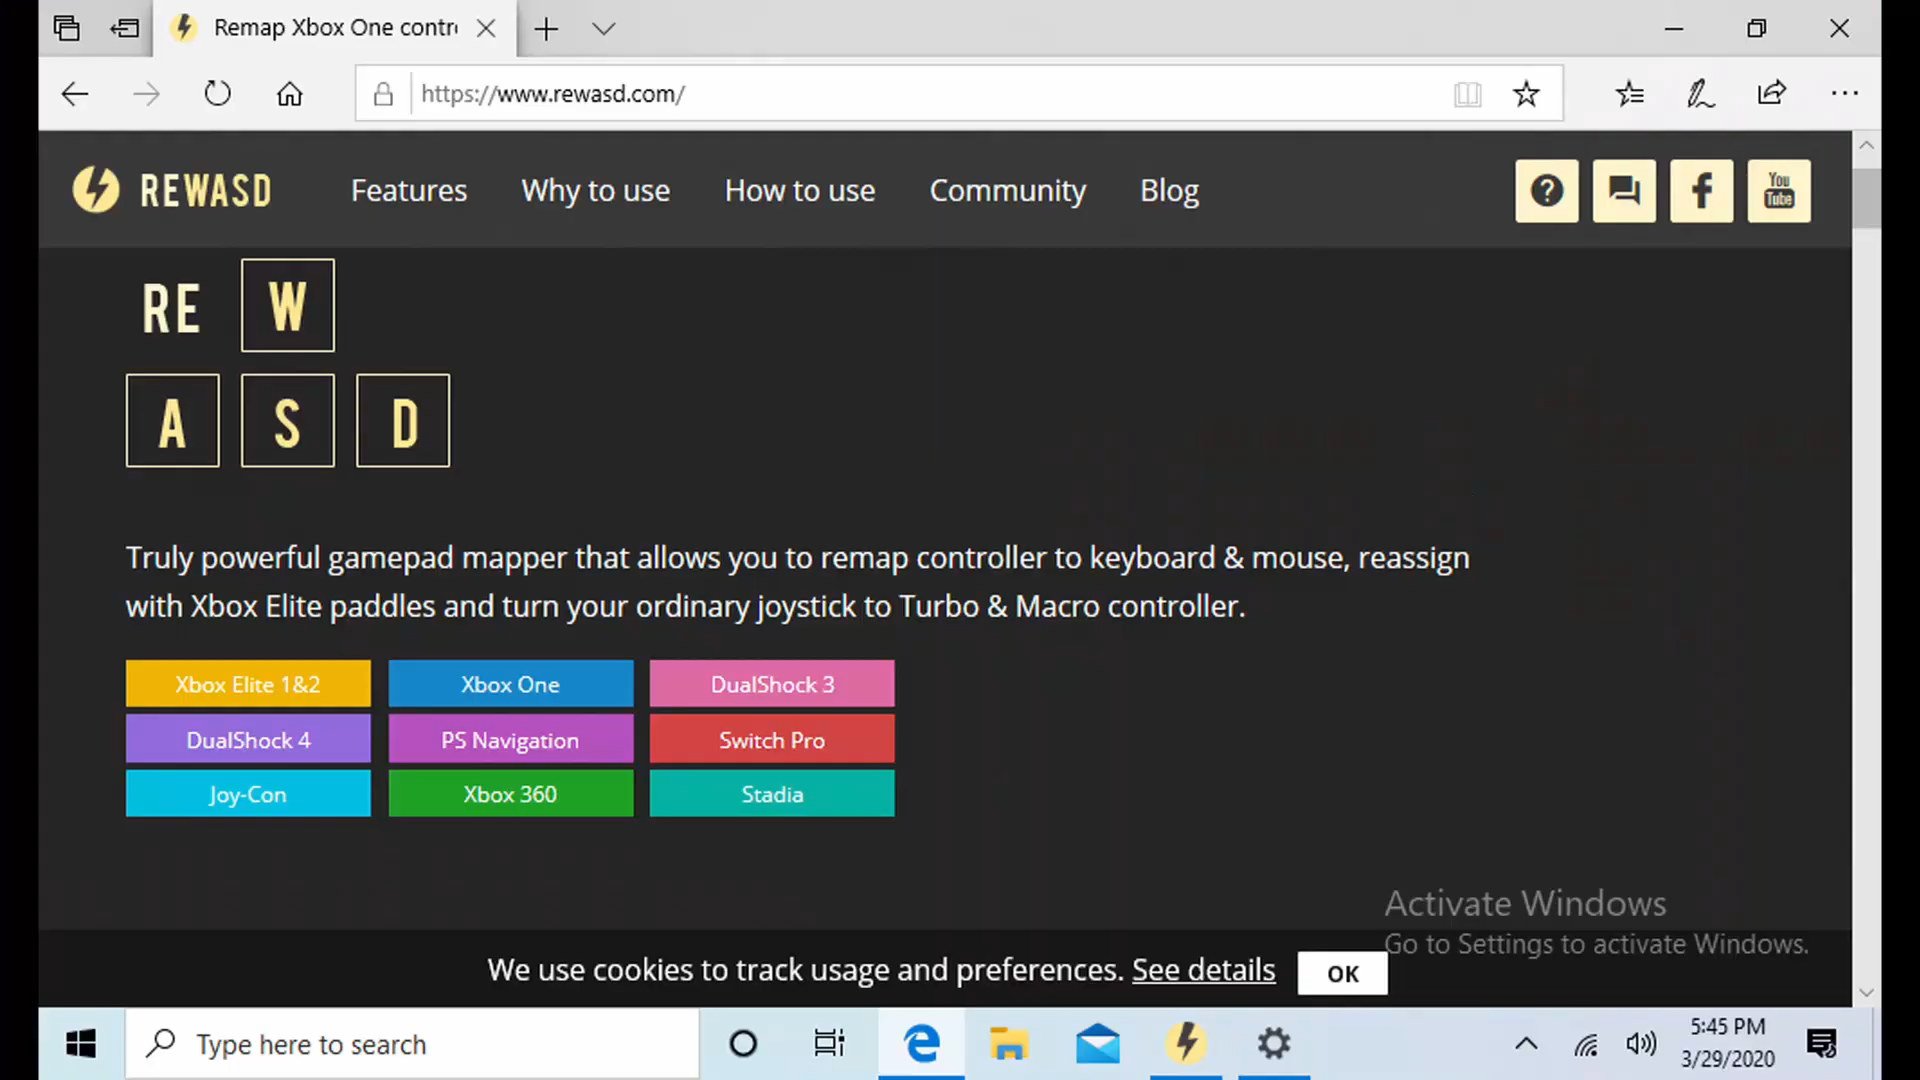 Remap Xbox One contr
https://www.rewasd.com/
REWASD
Features
Why to use
How to use
Community
Blog
You
Tube
RE W
A S D
Truly powerful gamepad mapper that allows you to remap controller to keyboard & mouse, reassign
with Xbox Elite paddles and turn your ordinary joystick to Turbo & Macro controller.
Xbox Elite 1&2
Xbox One
DualShock 3
DualShock 4
PS Navigation
Switch Pro
Joy-Con
Xbox 360
Stadia
Activate Windows
Go to Settings to activate Windows.
We use cookies to track usage and preferences. See details
OK
Type here to search
5:45 PM
3/29/2020